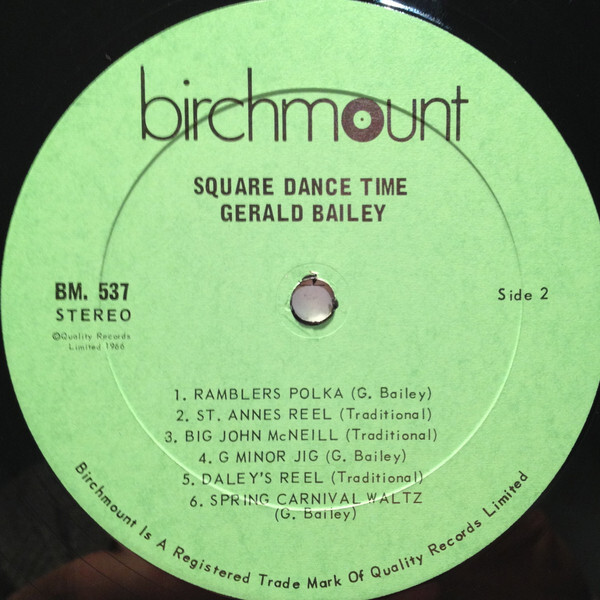 birchmount
SQUARE DANCE TIME
GERALD BAILEY
BM. 537
STEREO
©Quality Records
Limited 1966
Side 2
1. RAMBLERS POLKA (G. Bailey)
2. ST. ANNES REEL (Traditional)
3. BIG JOHN McNEILL (Traditional)
4. G MINOR JIG (G. Bailey)
5. DALEY'S REEL (Traditional)
6. SPRING CARNIVAL WALTZ
(G. Bailey)
Birchmount Is A Registered Trade Mark Of Quality Records Limited